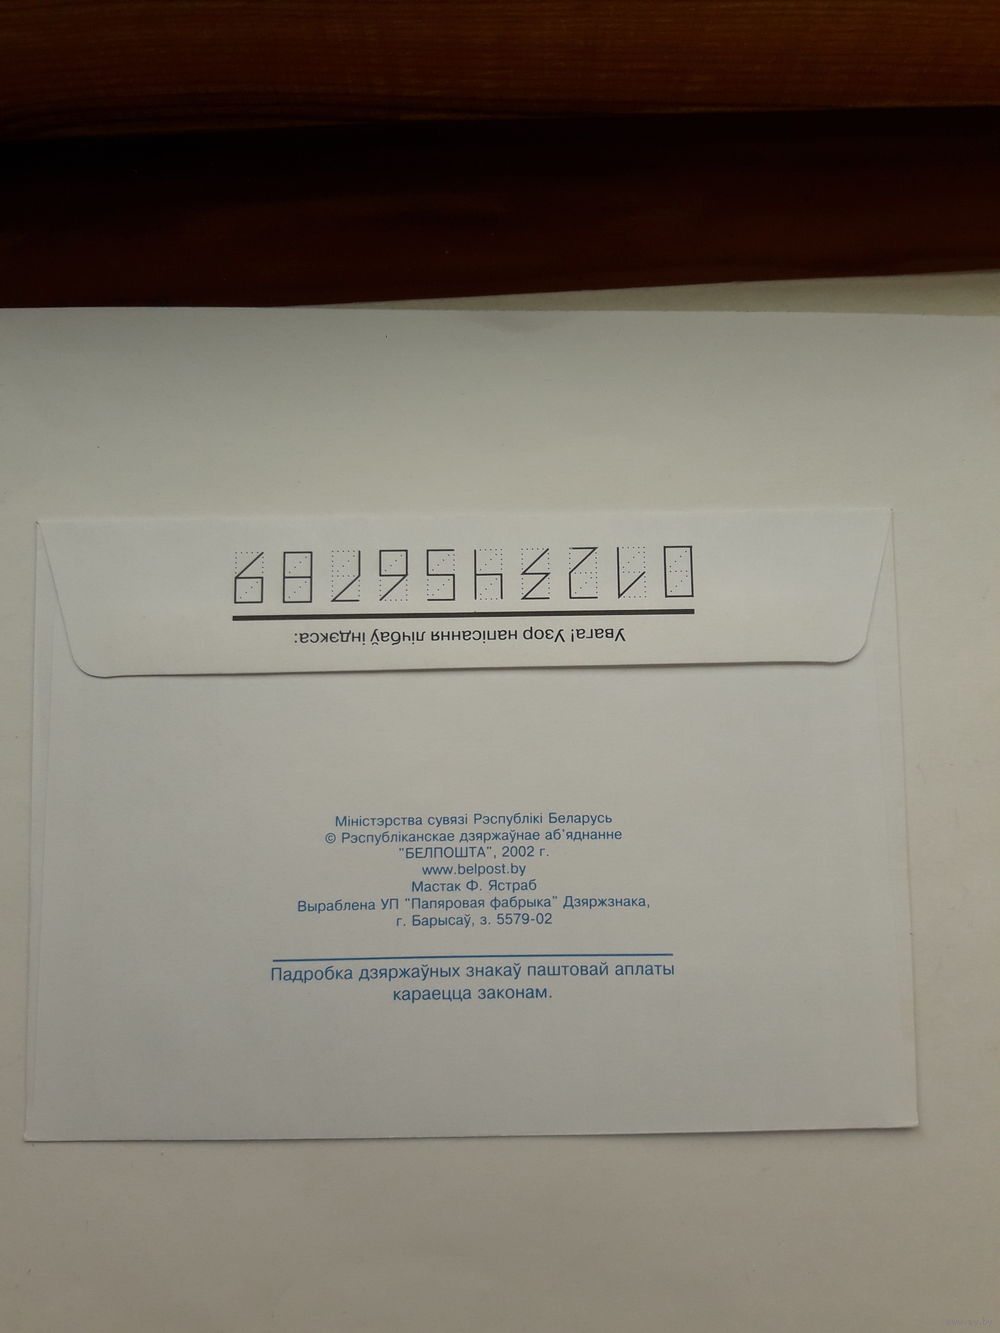 Увага! Узор напісання лічбаў індэкса:
0123456789
Міністэрства сувязі Рэспублікі Беларусь
© Рэспубліканскае дзяржаўнае аб'яднанне
"БЕЛПОШТА", 2002 г.
www.belpost.by
Мастак Ф. Ястраб
Выраблена УП "Папяровая фабрыка" Дзяржзнака,
г. Барысаў, з. 5579-02
Падробка дзяржаўных знакаў паштовай аплаты
караецца законам.